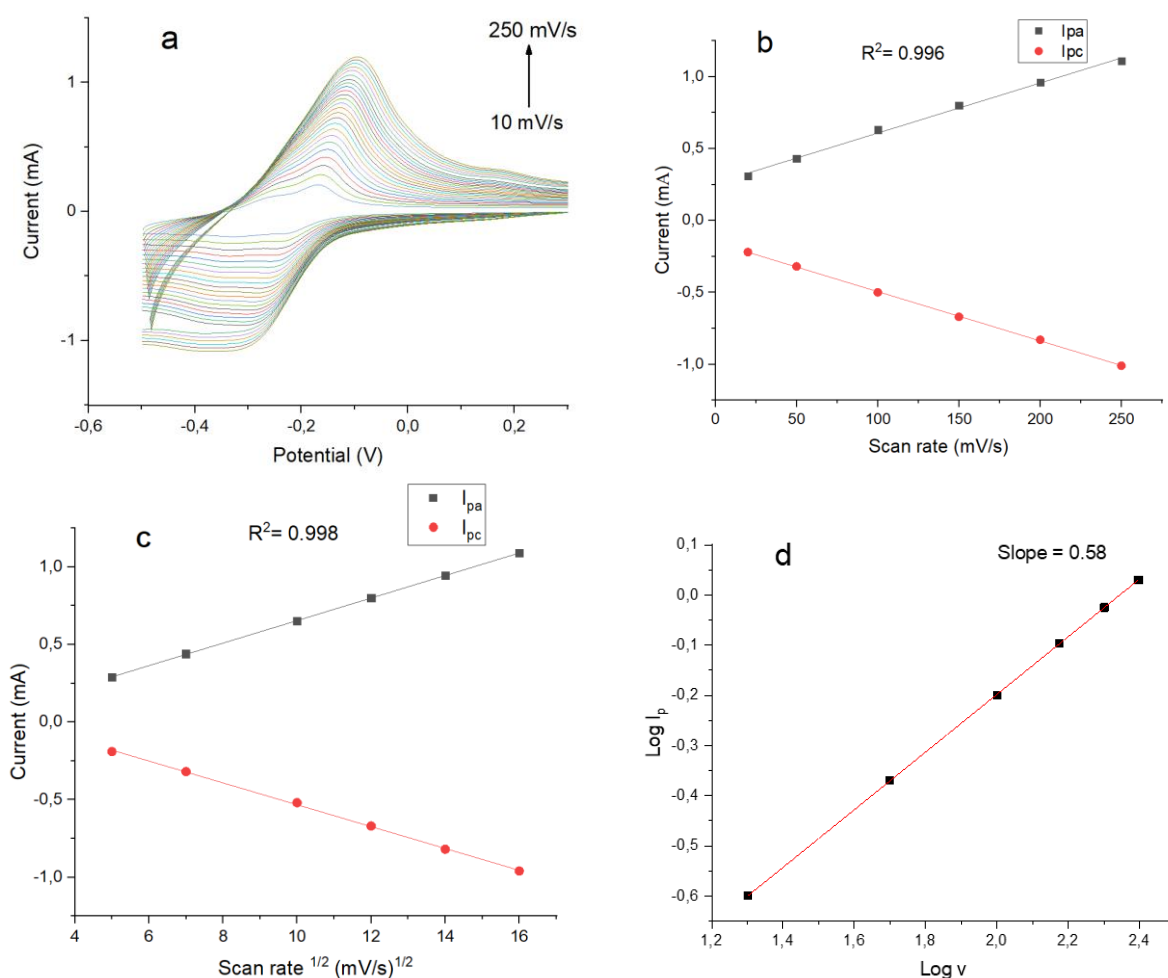 a
250 mV/s
10 mV/s
1
0
-1
Current (mA)
-0,6
-0,4
-0,2
0,0
0,2
Potential (V)
b
R²= 0.996
Ipa
Ipc
1,0
0,5
0,0
-0,5
-1,0
Current (mA)
0
50
100
150
200
250
Scan rate (mV/s)
c
R²= 0.998
Ipa
Ipc
1,0
0,5
0,0
-0,5
-1,0
Current (mA)
4
6
8
10
12
14
16
Scan rate ^1/2 (mV/s)^1/2
d
Slope = 0.58
0,1
0,0
-0,1
-0,2
-0,3
-0,4
-0,5
-0,6
Log Ip
1,2
1,4
1,6
1,8
2,0
2,2
2,4
Log v